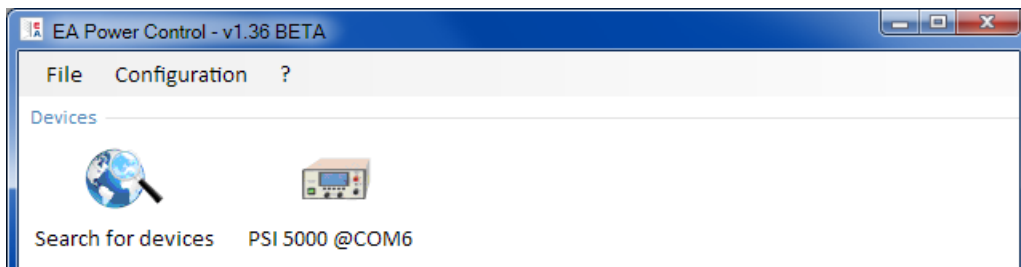 EA Power Control - v1.36 BETA
File Configuration ?
Devices
Search for devices PSI 5000 @COM6